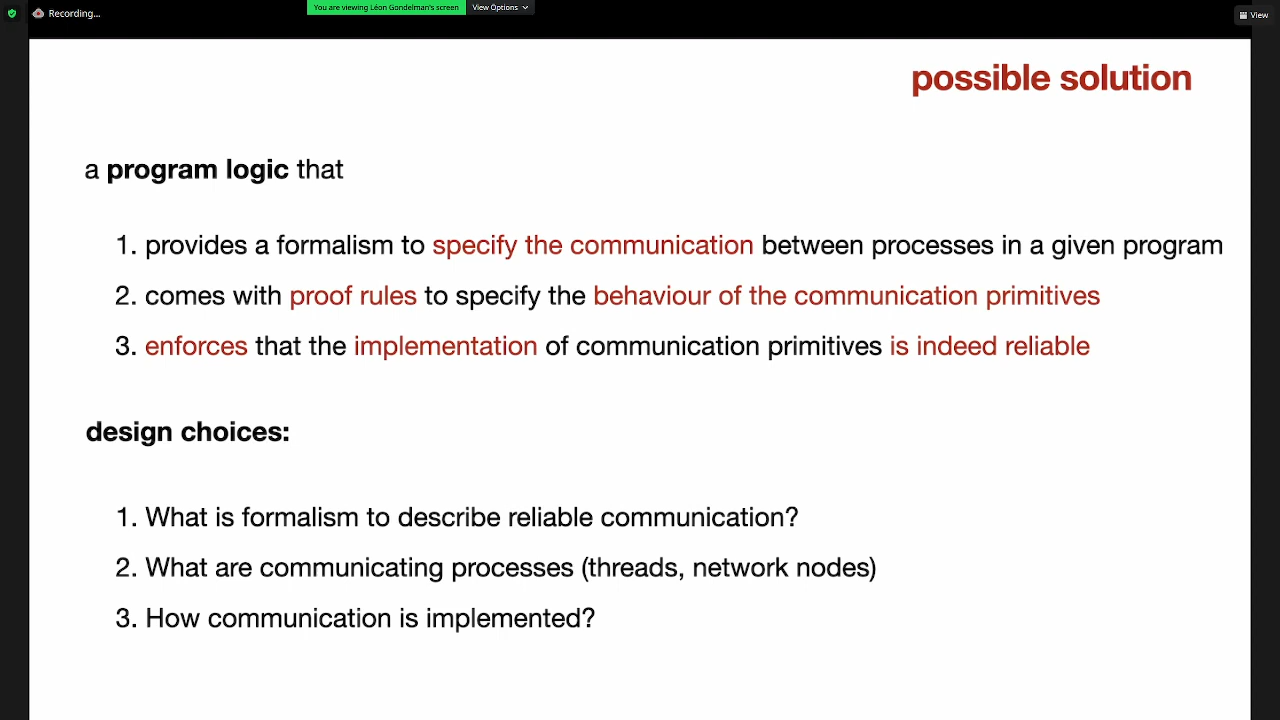 Recording...
You are viewing Léon Gondelman's screen
View Options
View
possible solution
a program logic that
1. provides a formalism to specify the communication between processes in a given program
2. comes with proof rules to specify the behaviour of the communication primitives
3. enforces that the implementation of communication primitives is indeed reliable
design choices:
1. What is formalism to describe reliable communication?
2. What are communicating processes (threads, network nodes)
3. How communication is implemented?